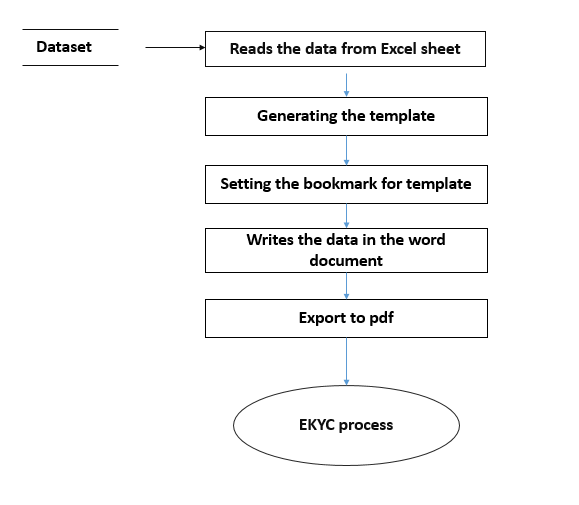 Dataset
Reads the data from Excel sheet
Generating the template
Setting the bookmark for template
Writes the data in the word
document
Export to pdf
EKYC process